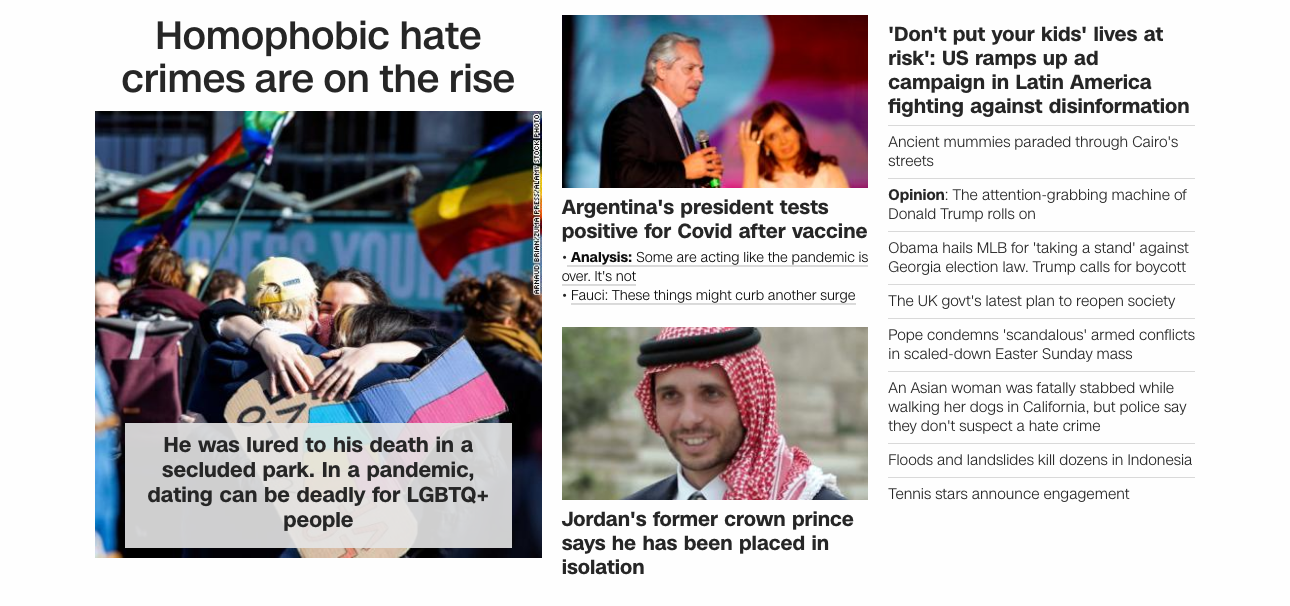 Homophobic hate
crimes are on the rise
ARNAUD BRIAN/ZUMA PRESS/ALAMY STOCK PHOTO
PRESS YOURSELF
He was lured to his death in a
secluded park. In a pandemic,
dating can be deadly for LGBTQ+
people
Argentina's president tests
positive for Covid after vaccine
• Analysis: Some are acting like the pandemic is
over. It's not
• Fauci: These things might curb another surge
Jordan's former crown prince
says he has been placed in
isolation
'Don't put your kids' lives at
risk': US ramps up ad
campaign in Latin America
fighting against disinformation
Ancient mummies paraded through Cairo's
streets
Opinion: The attention-grabbing machine of
Donald Trump rolls on
Obama hails MLB for 'taking a stand' against
Georgia election law. Trump calls for boycott
The UK govt's latest plan to reopen society
Pope condemns 'scandalous' armed conflicts
in scaled-down Easter Sunday mass
An Asian woman was fatally stabbed while
walking her dogs in California, but police say
they don't suspect a hate crime
Floods and landslides kill dozens in Indonesia
Tennis stars announce engagement